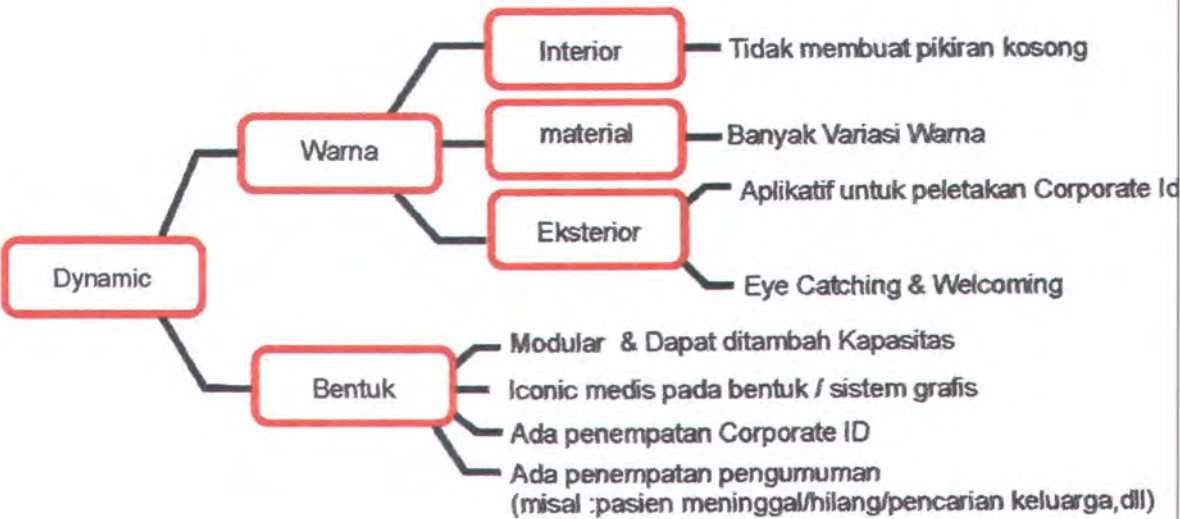 Interior
Tidak membuat pikiran kosong
Warna
material
Banyak Variasi Warna
Aplikatif untuk peletakan Corporate Id
Eksterior
Dynamic
Eye Catching & Welcoming
Modular & Dapat ditambah Kapasitas
Bentuk
Iconic medis pada bentuk / sistem grafis
Ada penempatan Corporate ID
Ada penempatan pengumuman
(misal :pasien meninggal/hilang/pencarian keluarga,dll)